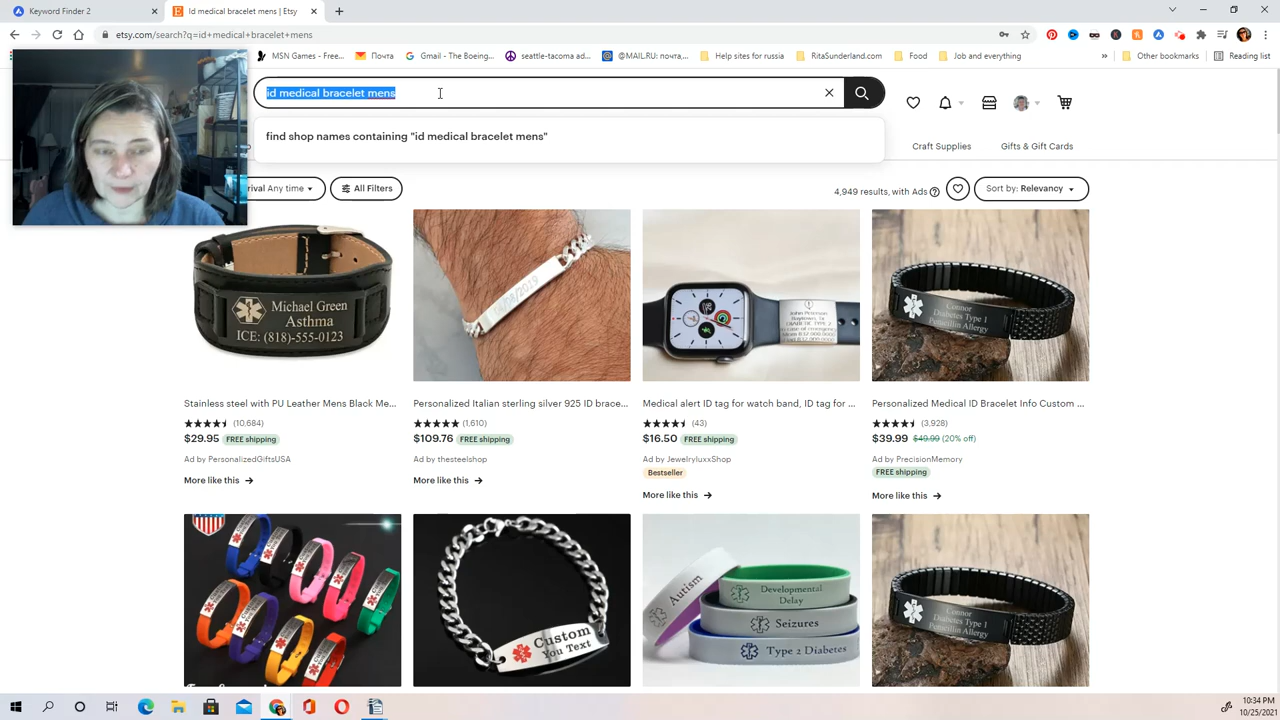 Keyword Finder 2
Id medical bracelet mens | Etsy
etsy.com/search?q=id+medical+bracelet+mens
MSN Games - Free...
Почта
Gmail - The Boeing...
seattle-tacoma ad...
@MAIL.RU: почта,...
Help sites for russia
RitaSunderland.com
Food
Job and everything
Other bookmarks
Reading list
id medical bracelet mens
find shop names containing "id medical bracelet mens"
Craft Supplies
Gifts & Gift Cards
rival Any time
All Filters
4,949 results, with Ads
Sort by: Relevancy
Michael Green
Asthma
ICE: (818)-555-0123
Connor
Diabetes Type 1
Penicillin Allergy
Stainless steel with PU Leather Mens Black Me...
(10,684)
$29.95 FREE shipping
Ad by PersonalizedGiftsUSA
More like this
Personalized Italian sterling silver 925 ID brace...
(1,610)
$109.76 FREE shipping
Ad by thesteelshop
More like this
Medical alert ID tag for watch band, ID tag for ...
(43)
$16.50 FREE shipping
Ad by JewelryluxxShop
Bestseller
More like this
Personalized Medical ID Bracelet Info Custom ...
(3,928)
$39.99 $49.99 (20% off)
Ad by PrecisionMemory
FREE shipping
More like this
Custom
You Text
Autism
Developmental
Delay
Seizures
Type 2 Diabetes
Connor
Diabetes Type 1
Penicillin Allergy
10:34 PM
10/25/2021